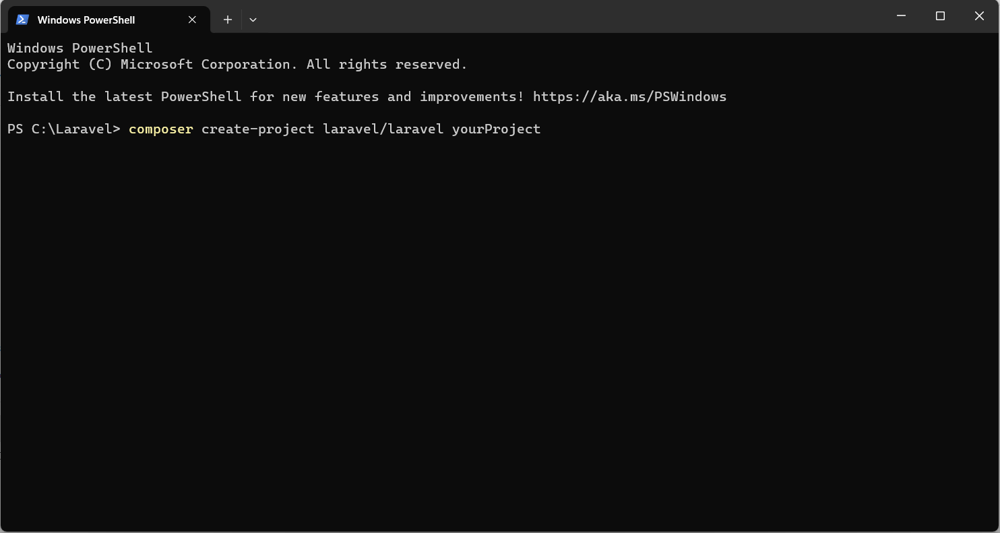 Windows PowerShell
Windows PowerShell
Copyright (C) Microsoft Corporation. All rights reserved.
Install the latest PowerShell for new features and improvements! https://aka.ms/PSWindows
PS C:\Laravel> composer create-project laravel/laravel yourProject